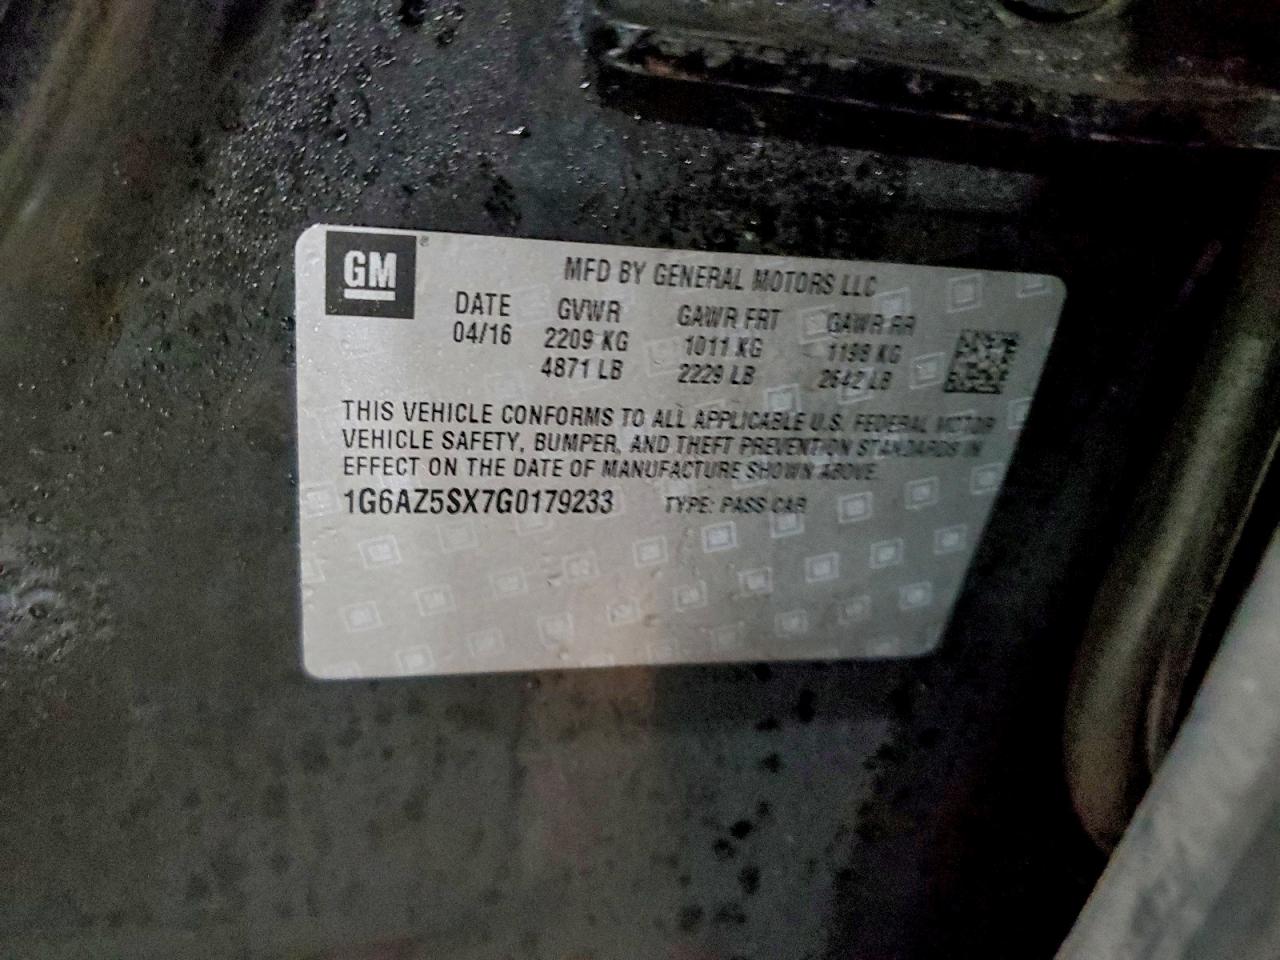 GM
MFD BY GENERAL MOTORS LLC
DATE GVWR GAWR FRT GAWR RR
04/16 2209 KG 1011 KG 1198 KG
4871 LB 2229 LB 2642 LB
THIS VEHICLE CONFORMS TO ALL APPLICABLE U.S. FEDERAL MOTOR
VEHICLE SAFETY, BUMPER, AND THEFT PREVENTION STANDARDS IN
EFFECT ON THE DATE OF MANUFACTURE SHOWN ABOVE.
1G6AZ5SX7G0179233 TYPE: PASS CAR